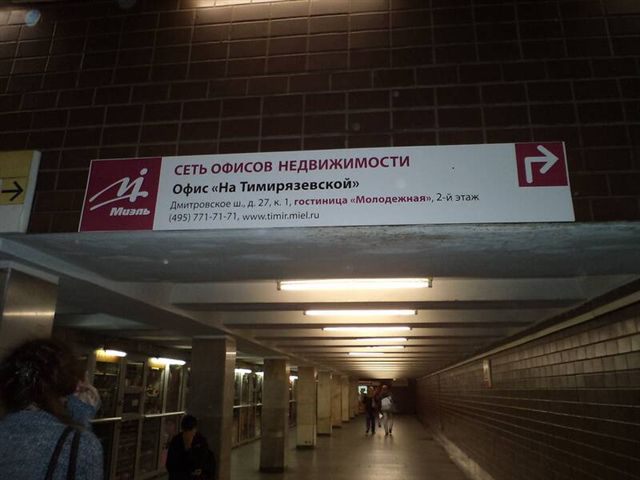 СЕТЬ ОФИСОВ НЕДВИЖИМОСТИ
Офис «На Тимирязевской»
Дмитровское ш., д. 27, к. 1, гостиница «Молодежная», 2-й этаж
(495) 771-71-71, www.timir.miel.ru
Миэль